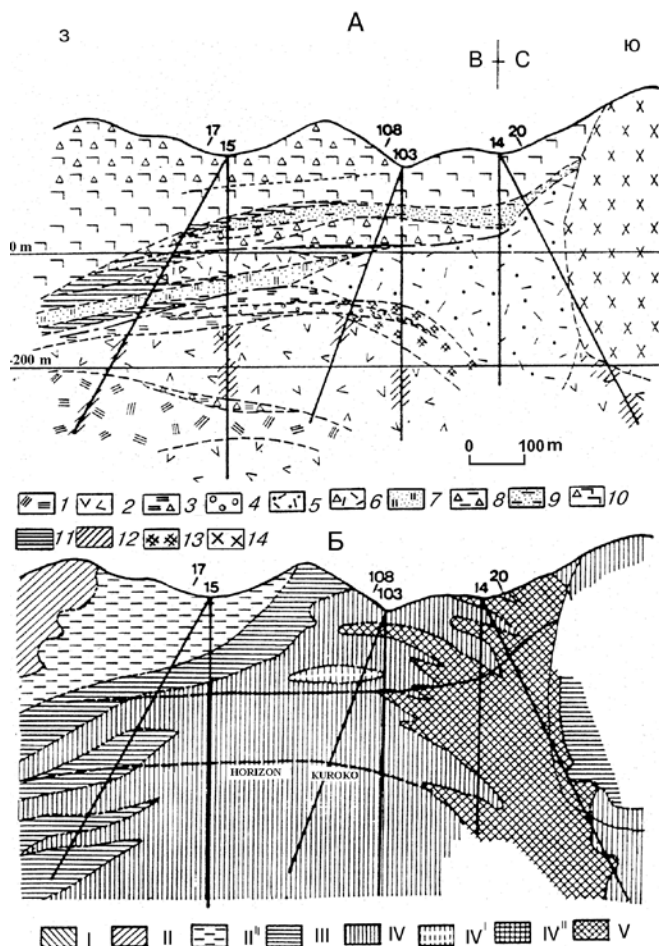 А
З В С Ю
17 15 108 103 14 20
0 m
-200 m
0 100 m
1 2 3 4 5 6 7 8 9 10
11 12 13 14
Б
17 15 108 103 14 20
HORIZON KUROKO
I II II^II III IV IV^I IV^II V